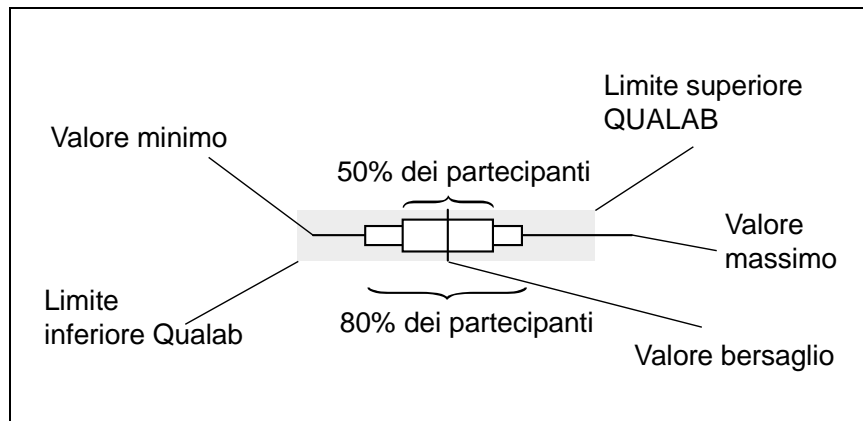 Limite superiore
QUALAB
Valore minimo
50% dei partecipanti
Valore
massimo
Limite
inferiore Qualab
80% dei partecipanti
Valore bersaglio